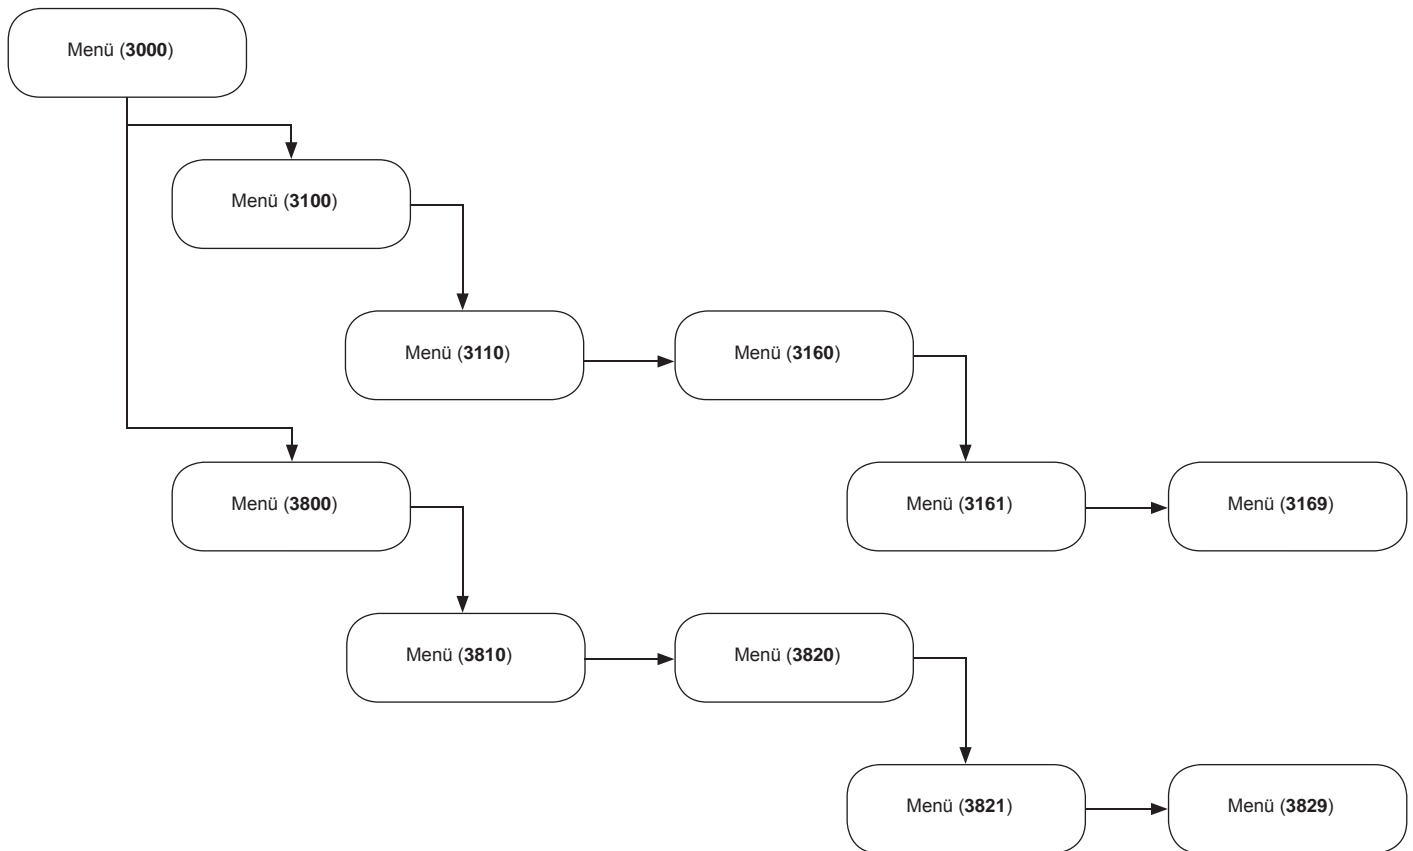 Menü (3000)
Menü (3100)
Menü (3110)
Menü (3160)
Menü (3800)
Menü (3161)
Menü (3169)
Menü (3810)
Menü (3820)
Menü (3821)
Menü (3829)